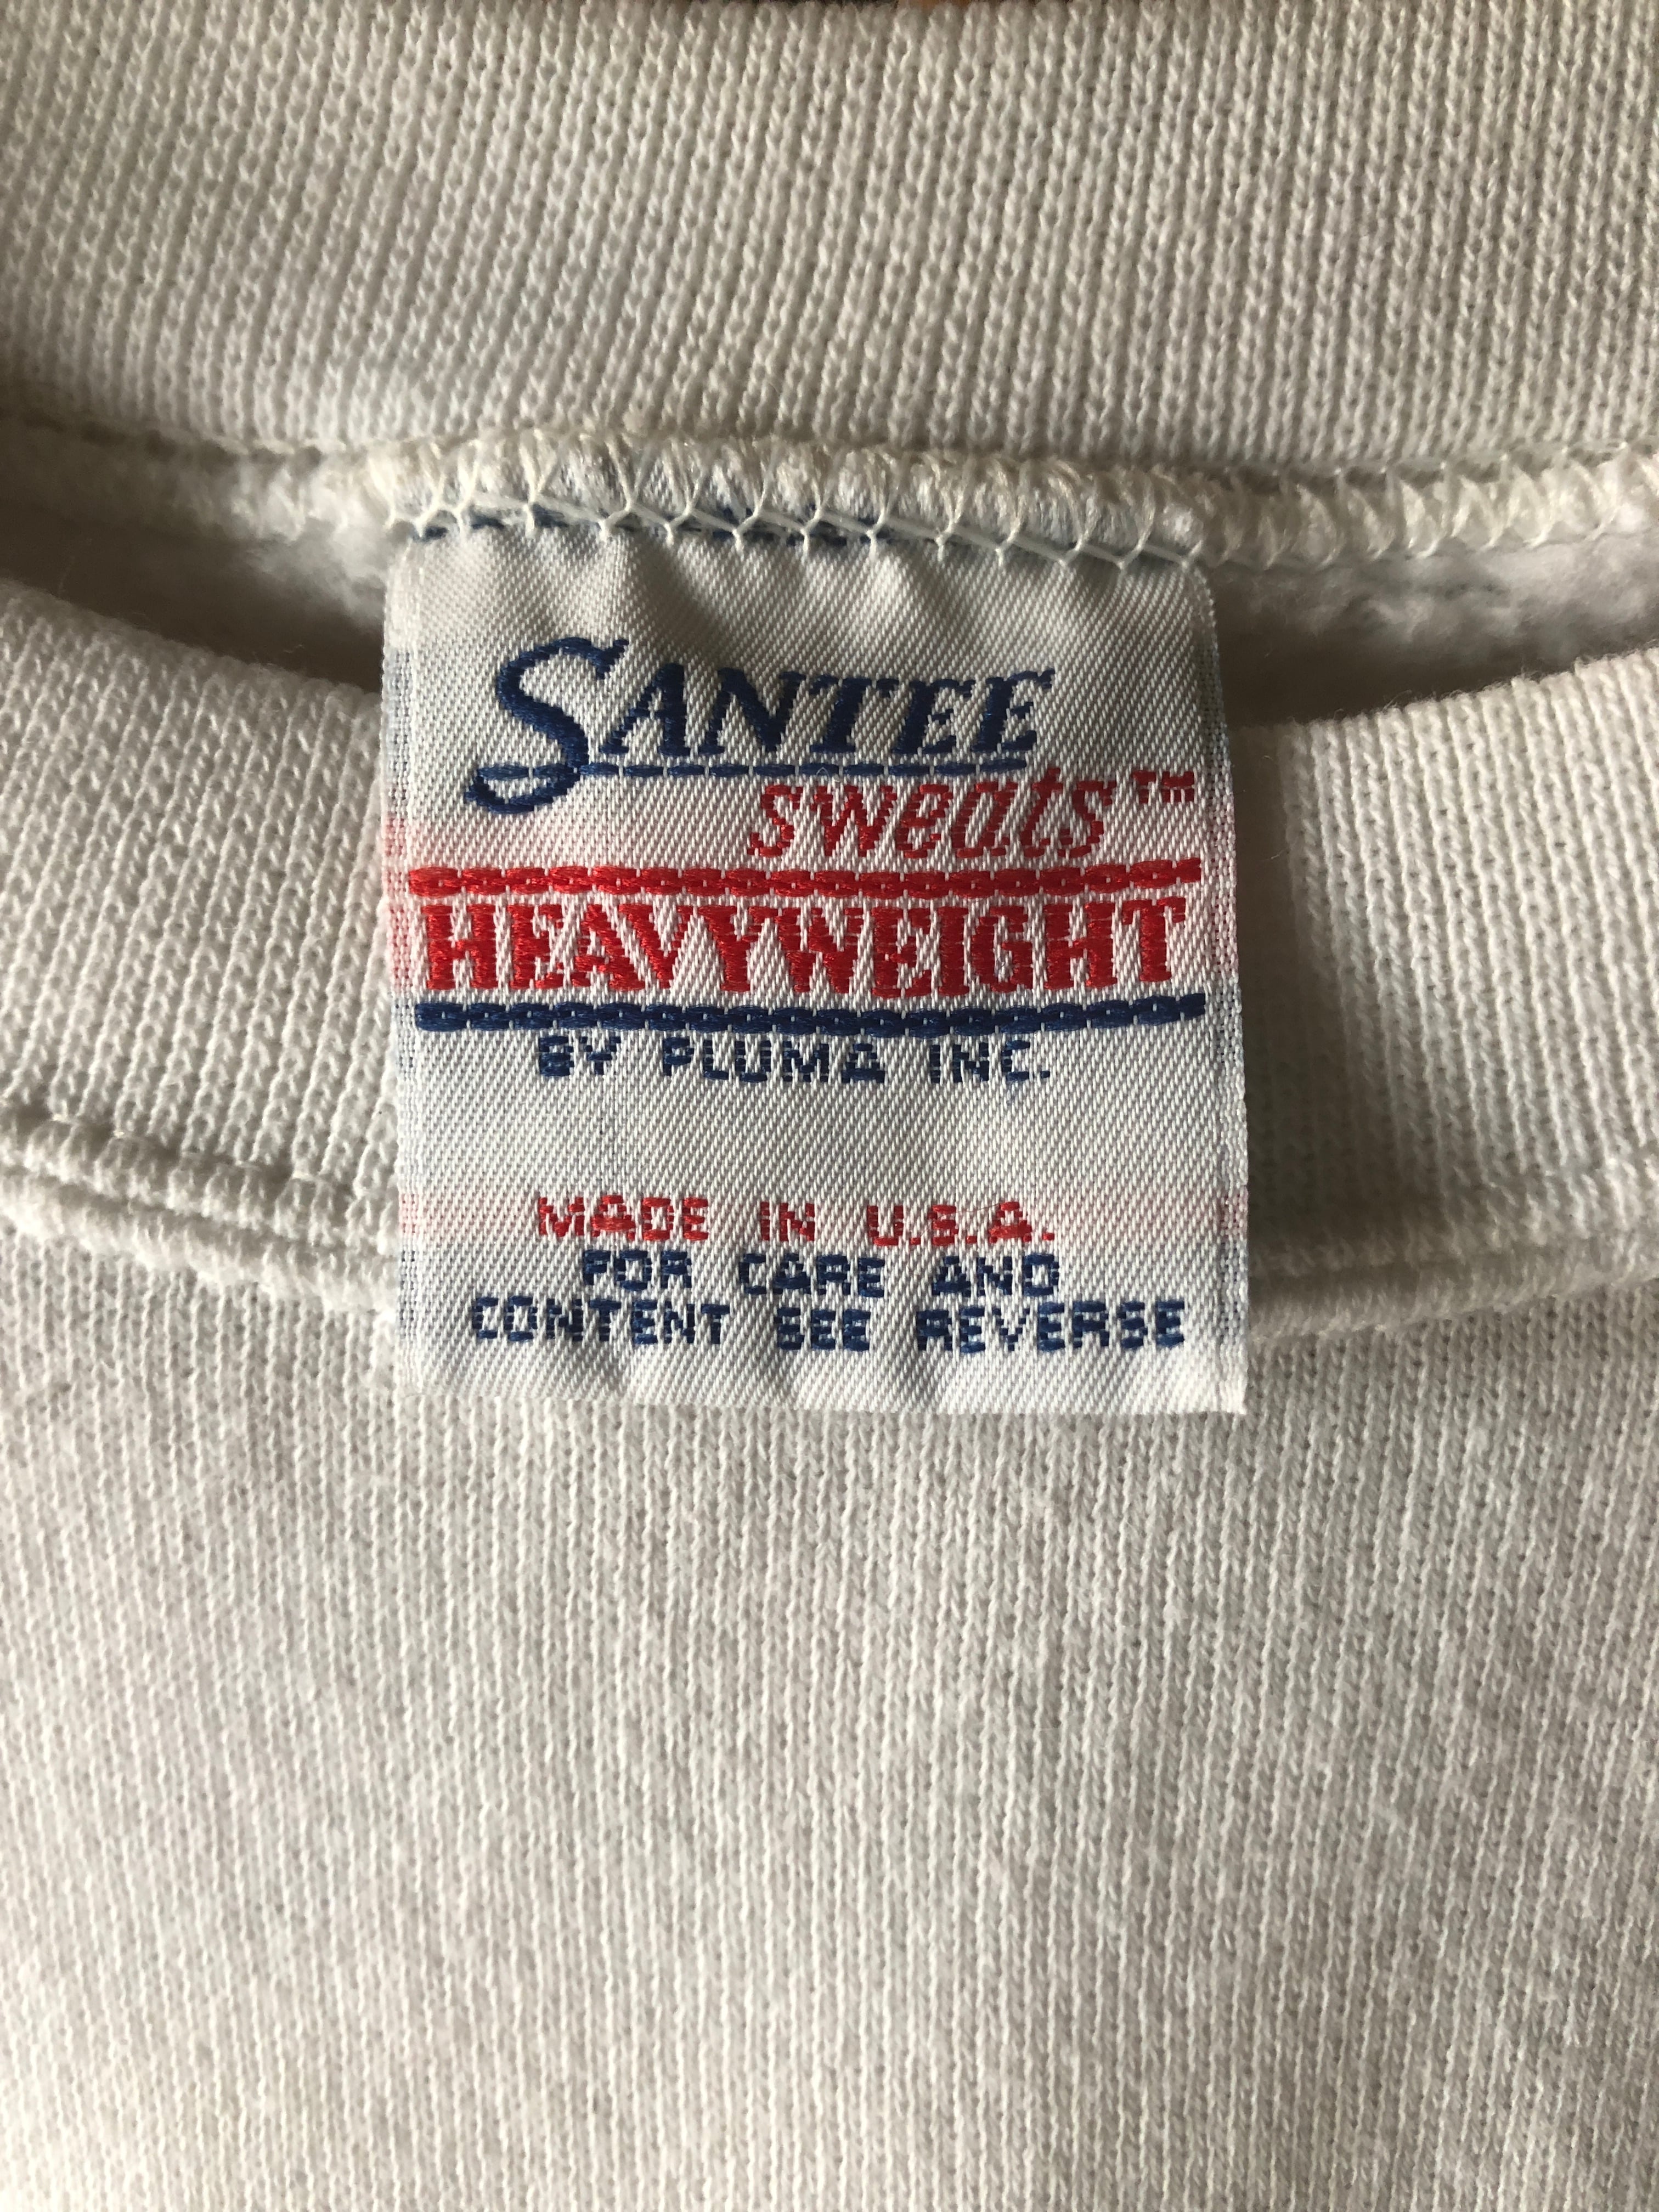 SANTEE
sweats™
HEAVYWEIGHT
BY PLUMA INC.
MADE IN U.S.A.
FOR CARE AND
CONTENT SEE REVERSE